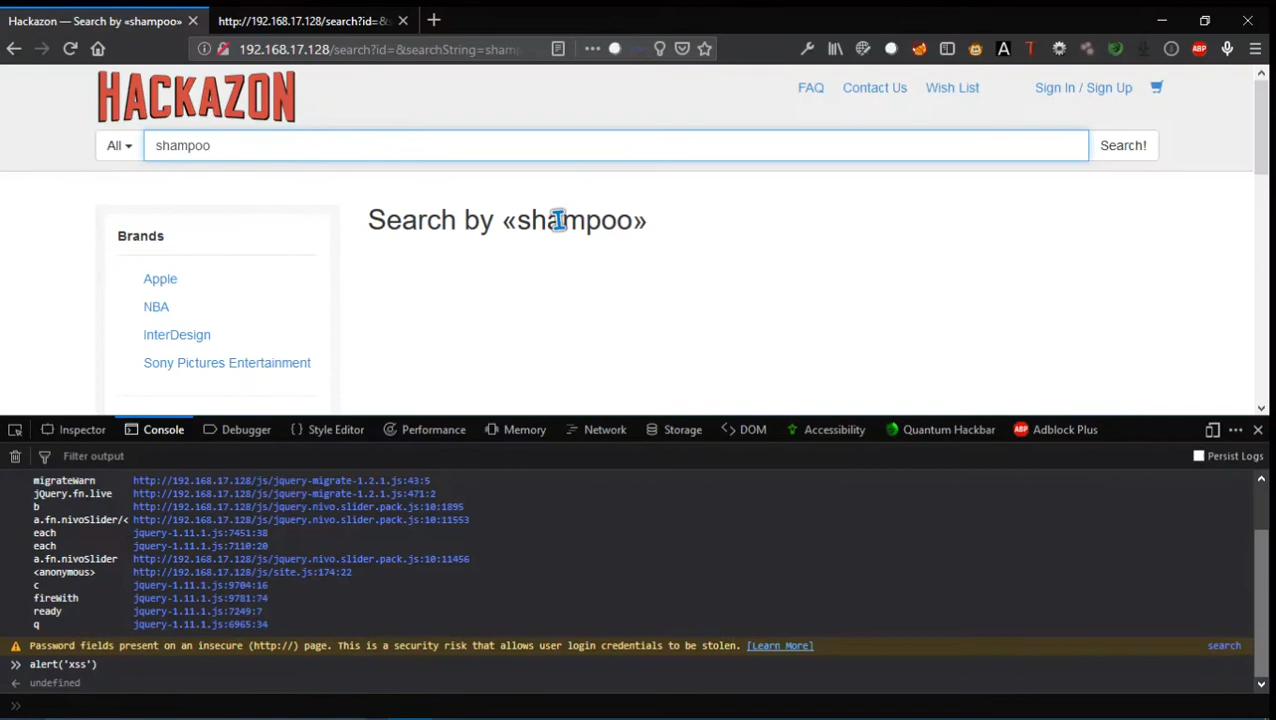 Hackazon — Search by «shampoo»
http://192.168.17.128/search?id=&s
192.168.17.128/search?id=&searchString=shamp
HACKAZON
FAQ Contact Us Wish List Sign In / Sign Up
All shampoo Search!
Search by «shampoo»
Brands
Apple
NBA
InterDesign
Sony Pictures Entertainment
Inspector Console Debugger Style Editor Performance Memory Network Storage DOM Accessibility Quantum Hackbar ABP Adblock Plus
Filter output Persist Logs
migrateWarn http://192.168.17.128/js/jquery-migrate-1.2.1.js:43:5
jQuery.fn.live http://192.168.17.128/js/jquery-migrate-1.2.1.js:471:2
b http://192.168.17.128/js/jquery.nivo.slider.pack.js:10:1895
a.fn.nivoSlider/< http://192.168.17.128/js/jquery.nivo.slider.pack.js:10:11553
each jquery-1.11.1.js:7451:38
each jquery-1.11.1.js:7110:20
a.fn.nivoSlider http://192.168.17.128/js/jquery.nivo.slider.pack.js:10:11456
<anonymous> http://192.168.17.128/js/site.js:174:22
c jquery-1.11.1.js:9704:16
fireWith jquery-1.11.1.js:9781:74
ready jquery-1.11.1.js:7249:7
q jquery-1.11.1.js:6965:34
Password fields present on an insecure (http://) page. This is a security risk that allows user login credentials to be stolen. [Learn More] search
alert('xss')
undefined